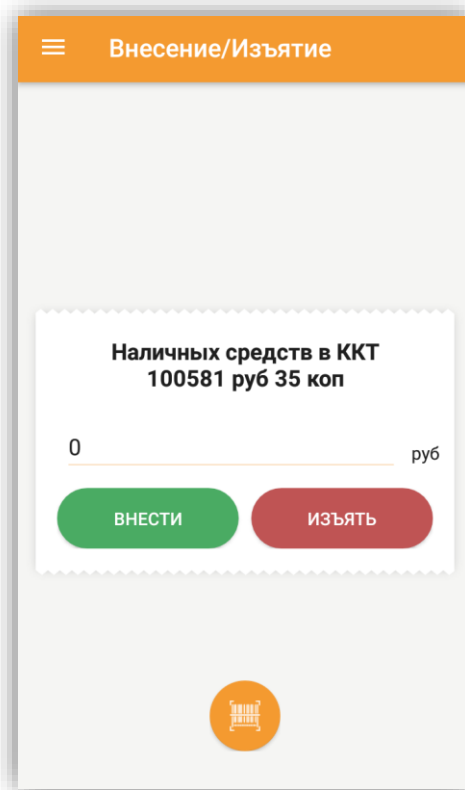 Внесение/Изъятие
Наличных средств в ККТ
100581 руб 35 коп
0 руб
ВНЕСТИ ИЗЪЯТЬ